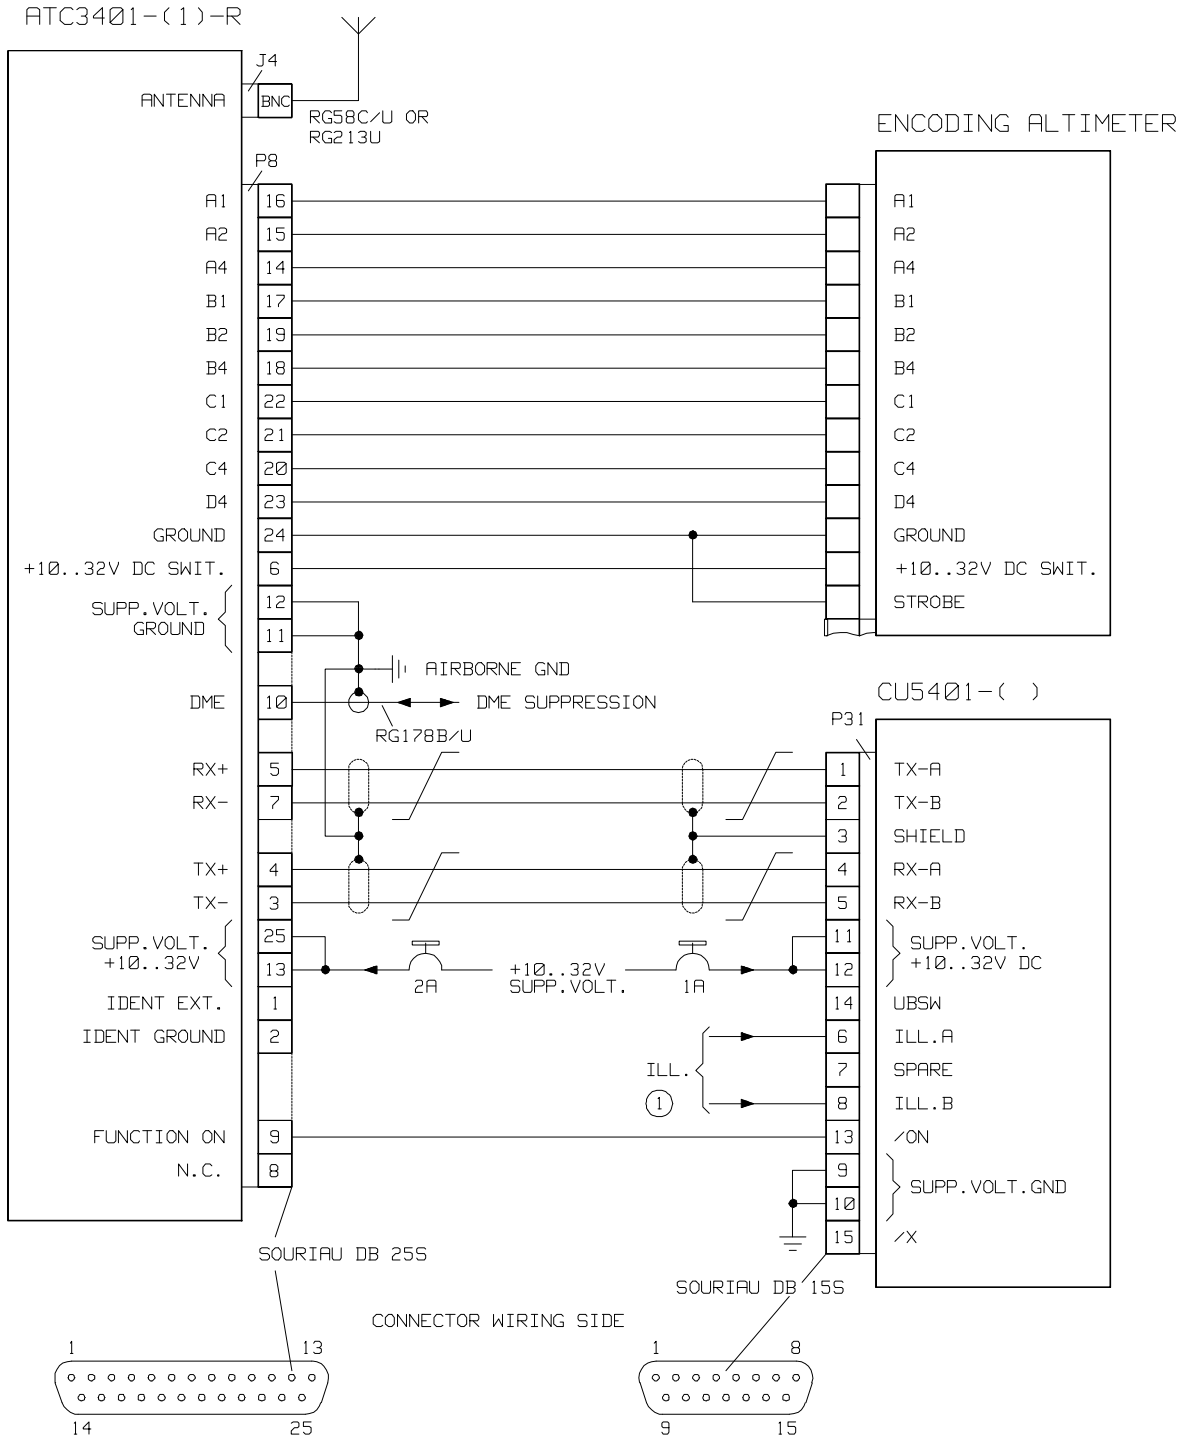 ATC3401-(1)-R
J4
ANTENNA
BNC
RG58C/U OR
RG213U
ENCODING ALTIMETER
P8
A1 16 A1
A2 15 A2
A4 14 A4
B1 17 B1
B2 19 B2
B4 18 B4
C1 22 C1
C2 21 C2
C4 20 C4
D4 23 D4
GROUND 24 GROUND
+10..32V DC SWIT. 6 +10..32V DC SWIT.
12 STROBE
SUPP.VOLT.
GROUND
11
AIRBORNE GND
DME 10 DME SUPPRESSION
RG178B/U
CU5401-( )
P31
RX+ 5 1 TX-A
RX- 7 2 TX-B
3 SHIELD
TX+ 4 4 RX-A
TX- 3 5 RX-B
25 11
SUPP.VOLT.
+10..32V
SUPP.VOLT.
+10..32V DC
13 12
2A
+10..32V
SUPP.VOLT.
1A
IDENT EXT. 1 14 UBSW
IDENT GROUND 2 6 ILL.A
ILL. 7 SPARE
1 8 ILL.B
FUNCTION ON 9 13 /ON
N.C. 8 9
SUPP.VOLT.GND
10
15 /X
SOURIAU DB 25S
SOURIAU DB 15S
CONNECTOR WIRING SIDE
1 13 1 8
14 25 9 15